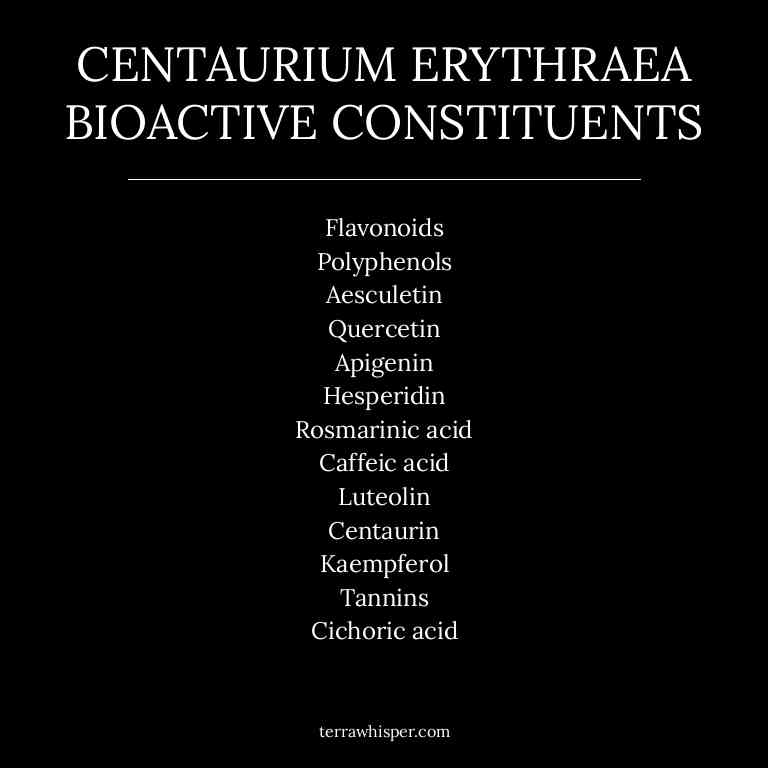 CENTAURIUM ERYTHRAEA
BIOACTIVE CONSTITUENTS
Flavonoids
Polyphenols
Aesculetin
Quercetin
Apigenin
Hesperidin
Rosmarinic acid
Caffeic acid
Luteolin
Centaurin
Kaempferol
Tannins
Cichoric acid
terrawhisper.com